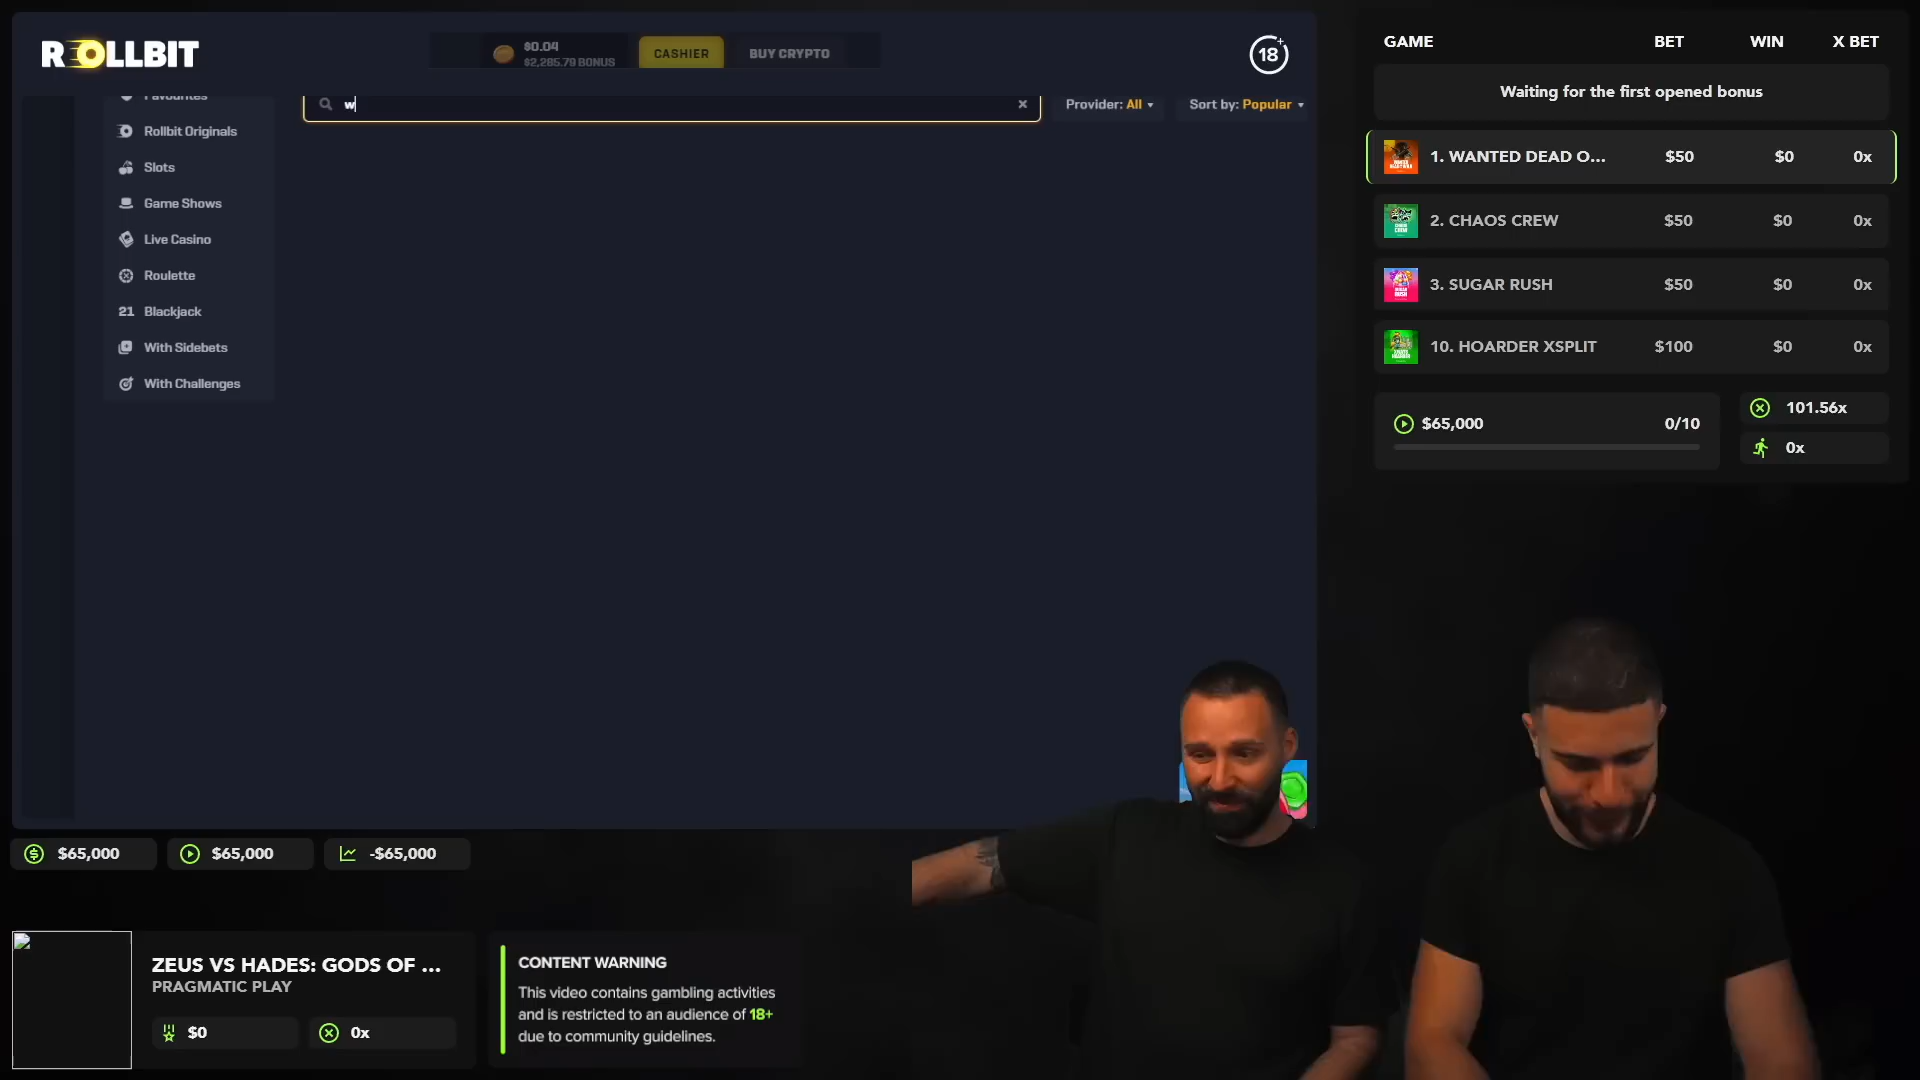 ROLLBIT
$0.04
$2,285.79 BONUS
CASHIER
BUY CRYPTO
18+
Favourites
Rollbit Originals
Slots
Game Shows
Live Casino
Roulette
21 Blackjack
With Sidebets
With Challenges
w
Provider: All
Sort by: Popular
GAME BET WIN X BET
Waiting for the first opened bonus
1. WANTED DEAD O... $50 $0 0x
2. CHAOS CREW $50 $0 0x
3. SUGAR RUSH $50 $0 0x
10. HOARDER XSPLIT $100 $0 0x
$65,000 0/10
101.56x
0x
$65,000
$65,000
-$65,000
ZEUS VS HADES: GODS OF ...
PRAGMATIC PLAY
$0
0x
CONTENT WARNING
This video contains gambling activities
and is restricted to an audience of 18+
due to community guidelines.